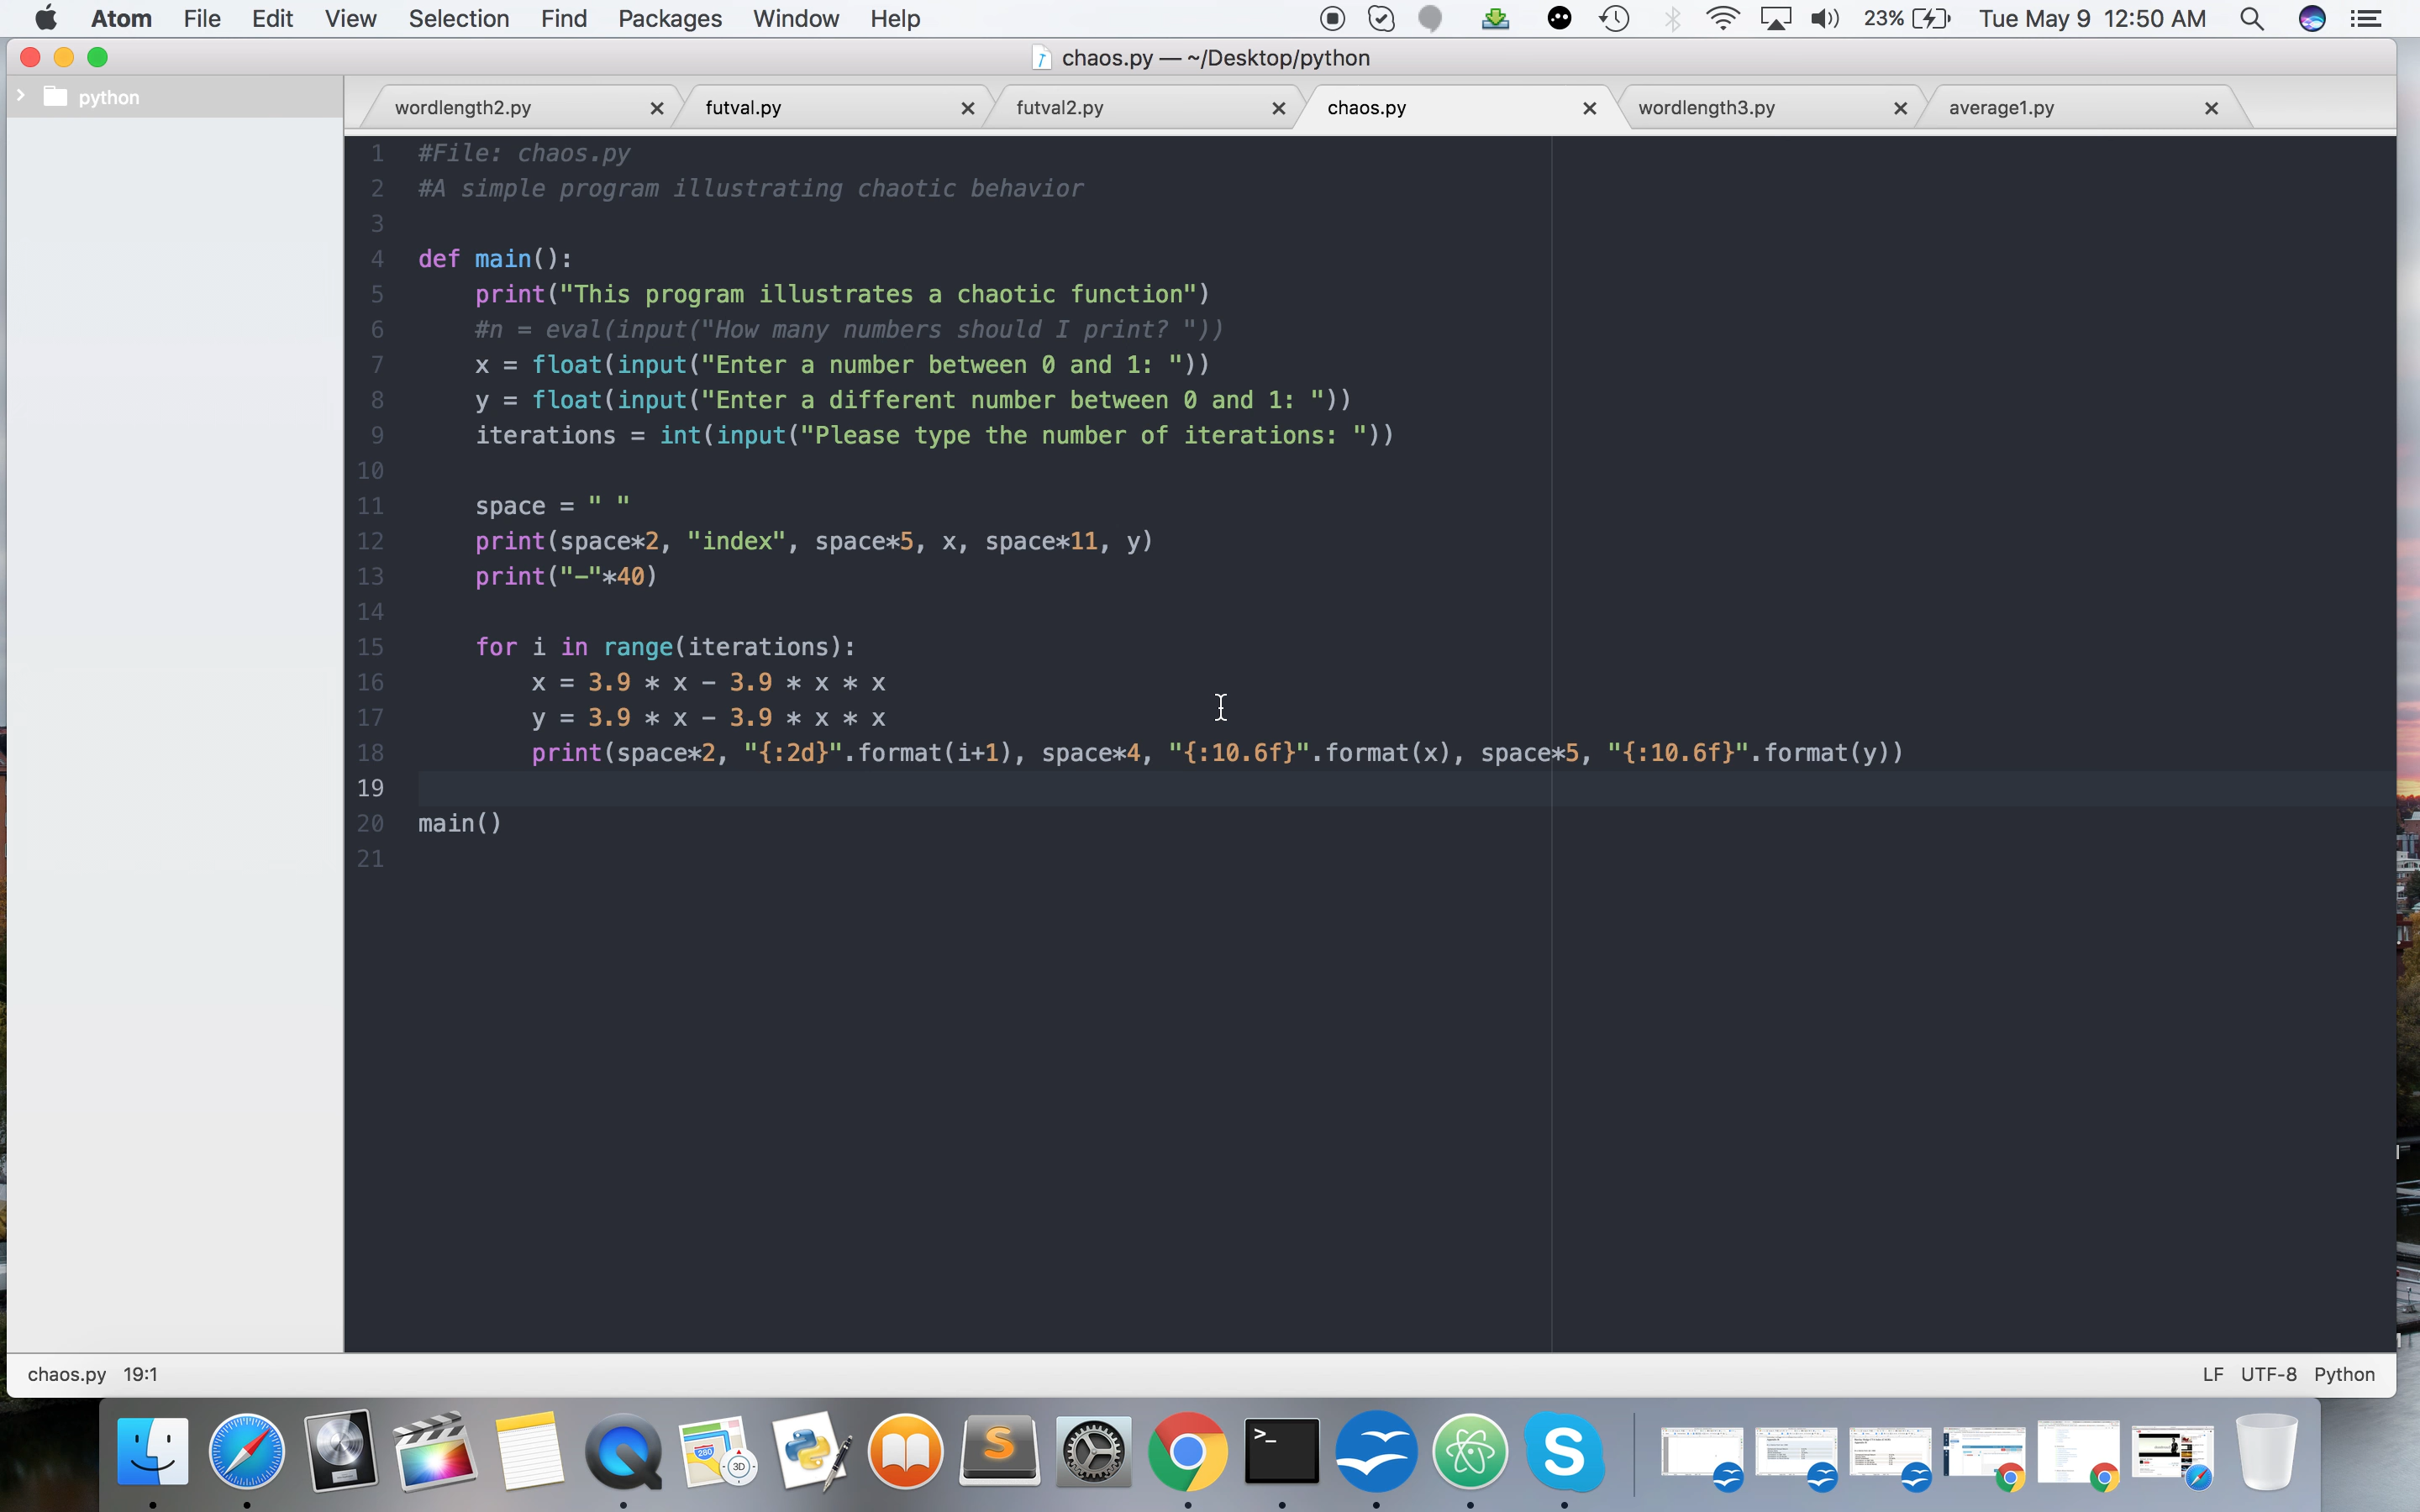 Atom File Edit View Selection Find Packages Window Help 23% Tue May 9 12:50 AM
chaos.py — ~/Desktop/python
python
wordlength2.py futval.py futval2.py chaos.py wordlength3.py average1.py
1 #File: chaos.py
2 #A simple program illustrating chaotic behavior
3
4 def main():
5 print("This program illustrates a chaotic function")
6 #n = eval(input("How many numbers should I print? "))
7 x = float(input("Enter a number between 0 and 1: "))
8 y = float(input("Enter a different number between 0 and 1: "))
9 iterations = int(input("Please type the number of iterations: "))
10
11 space = " "
12 print(space*2, "index", space*5, x, space*11, y)
13 print("-"*40)
14
15 for i in range(iterations):
16 x = 3.9 * x - 3.9 * x * x
17 y = 3.9 * x - 3.9 * x * x
18 print(space*2, "{:2d}".format(i+1), space*4, "{:10.6f}".format(x), space*5, "{:10.6f}".format(y))
19
20 main()
21
chaos.py 19:1 LF UTF-8 Python
280
3D
S
>_
S